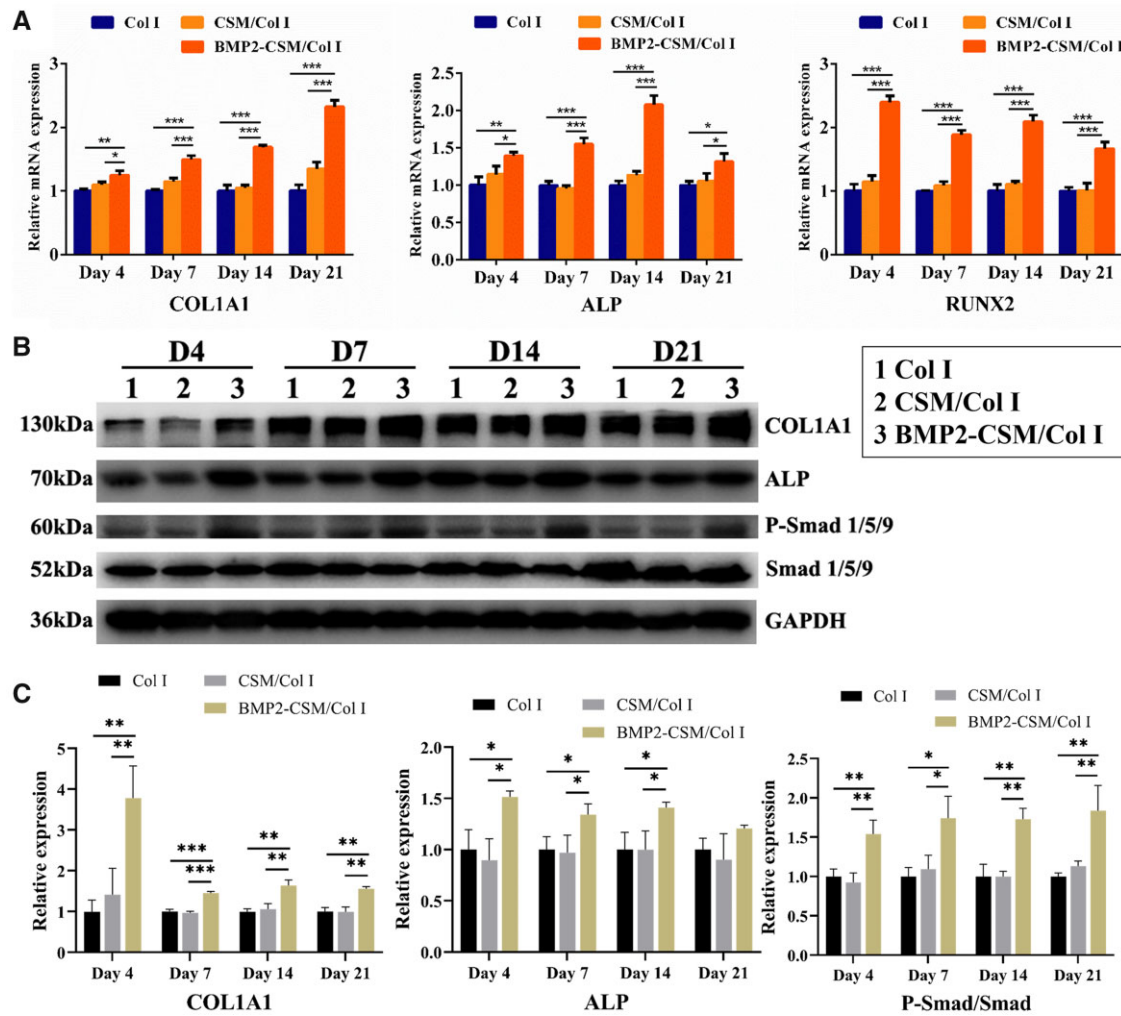 A
Col I CSM/Col I
BMP2-CSM/Col I
Relative mRNA expression
3
2
1
0
** * *** *** *** *** *** ***
Day 4 Day 7 Day 14 Day 21
COL1A1
Col I CSM/Col I
BMP2-CSM/Col I
Relative mRNA expression
2.5
2.0
1.5
1.0
0.5
0.0
** * *** *** *** *** * *
Day 4 Day 7 Day 14 Day 21
ALP
Col I CSM/Col I
BMP2-CSM/Col I
Relative mRNA expression
3
2
1
0
*** *** *** *** *** *** *** ***
Day 4 Day 7 Day 14 Day 21
RUNX2
B
D4 D7 D14 D21
1 2 3 1 2 3 1 2 3 1 2 3
130kDa COL1A1
70kDa ALP
60kDa P-Smad 1/5/9
52kDa Smad 1/5/9
36kDa GAPDH
1 Col I
2 CSM/Col I
3 BMP2-CSM/Col I
C
Col I CSM/Col I
BMP2-CSM/Col I
Relative expression
5
4
3
2
1
0
** ** *** *** ** ** ** **
Day 4 Day 7 Day 14 Day 21
COL1A1
Col I CSM/Col I
BMP2-CSM/Col I
Relative expression
2.0
1.5
1.0
0.5
0.0
* * * * * *
Day 4 Day 7 Day 14 Day 21
ALP
Col I CSM/Col I
BMP2-CSM/Col I
Relative expression
2.5
2.0
1.5
1.0
0.5
0.0
** ** * * ** ** ** **
Day 4 Day 7 Day 14 Day 21
P-Smad/Smad